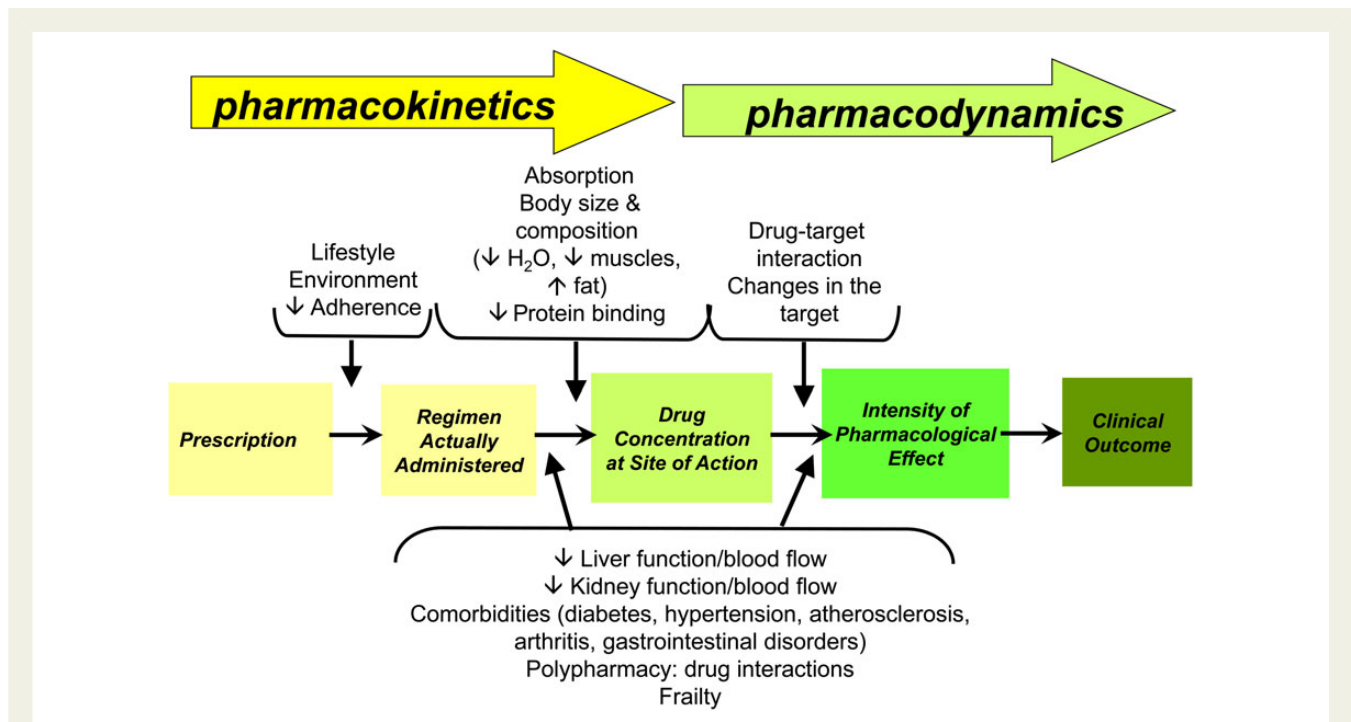 pharmacokinetics
pharmacodynamics
Absorption
Body size &
composition
(↓ H₂O, ↓ muscles,
↑ fat)
↓ Protein binding
Lifestyle
Environment
↓ Adherence
Drug-target
interaction
Changes in the
target
Prescription
Regimen
Actually
Administered
Drug
Concentration
at Site of Action
Intensity of
Pharmacological
Effect
Clinical
Outcome
↓ Liver function/blood flow
↓ Kidney function/blood flow
Comorbidities (diabetes, hypertension, atherosclerosis,
arthritis, gastrointestinal disorders)
Polypharmacy: drug interactions
Frailty